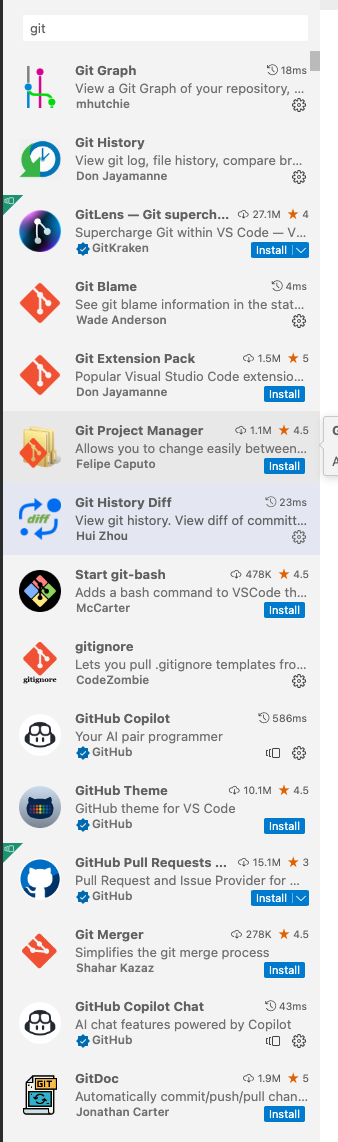 git
Git Graph 18ms
View a Git Graph of your repository, ...
mhutchie
Git History
View git log, file history, compare br...
Don Jayamanne
GitLens — Git superch... 27.1M ★ 4
Supercharge Git within VS Code — V...
GitKraken Install
Git Blame 4ms
See git blame information in the stat...
Wade Anderson
Git Extension Pack 1.5M ★ 5
Popular Visual Studio Code extensio...
Don Jayamanne Install
Git Project Manager 1.1M ★ 4.5
Allows you to change easily between...
Felipe Caputo Install
diff
Git History Diff 23ms
View git history. View diff of committ...
Hui Zhou
Start git-bash 478K ★ 4.5
Adds a bash command to VSCode th...
McCarter Install
gitignore
gitignore
Lets you pull .gitignore templates fro...
CodeZombie
GitHub Copilot 586ms
Your AI pair programmer
GitHub
GitHub Theme 10.1M ★ 4.5
GitHub theme for VS Code
GitHub Install
GitHub Pull Requests ... 15.1M ★ 3
Pull Request and Issue Provider for ...
GitHub Install
Git Merger 278K ★ 4.5
Simplifies the git merge process
Shahar Kazaz Install
GitHub Copilot Chat 43ms
AI chat features powered by Copilot
GitHub
GIT
GitDoc 1.9M ★ 5
Automatically commit/push/pull chan...
Jonathan Carter Install